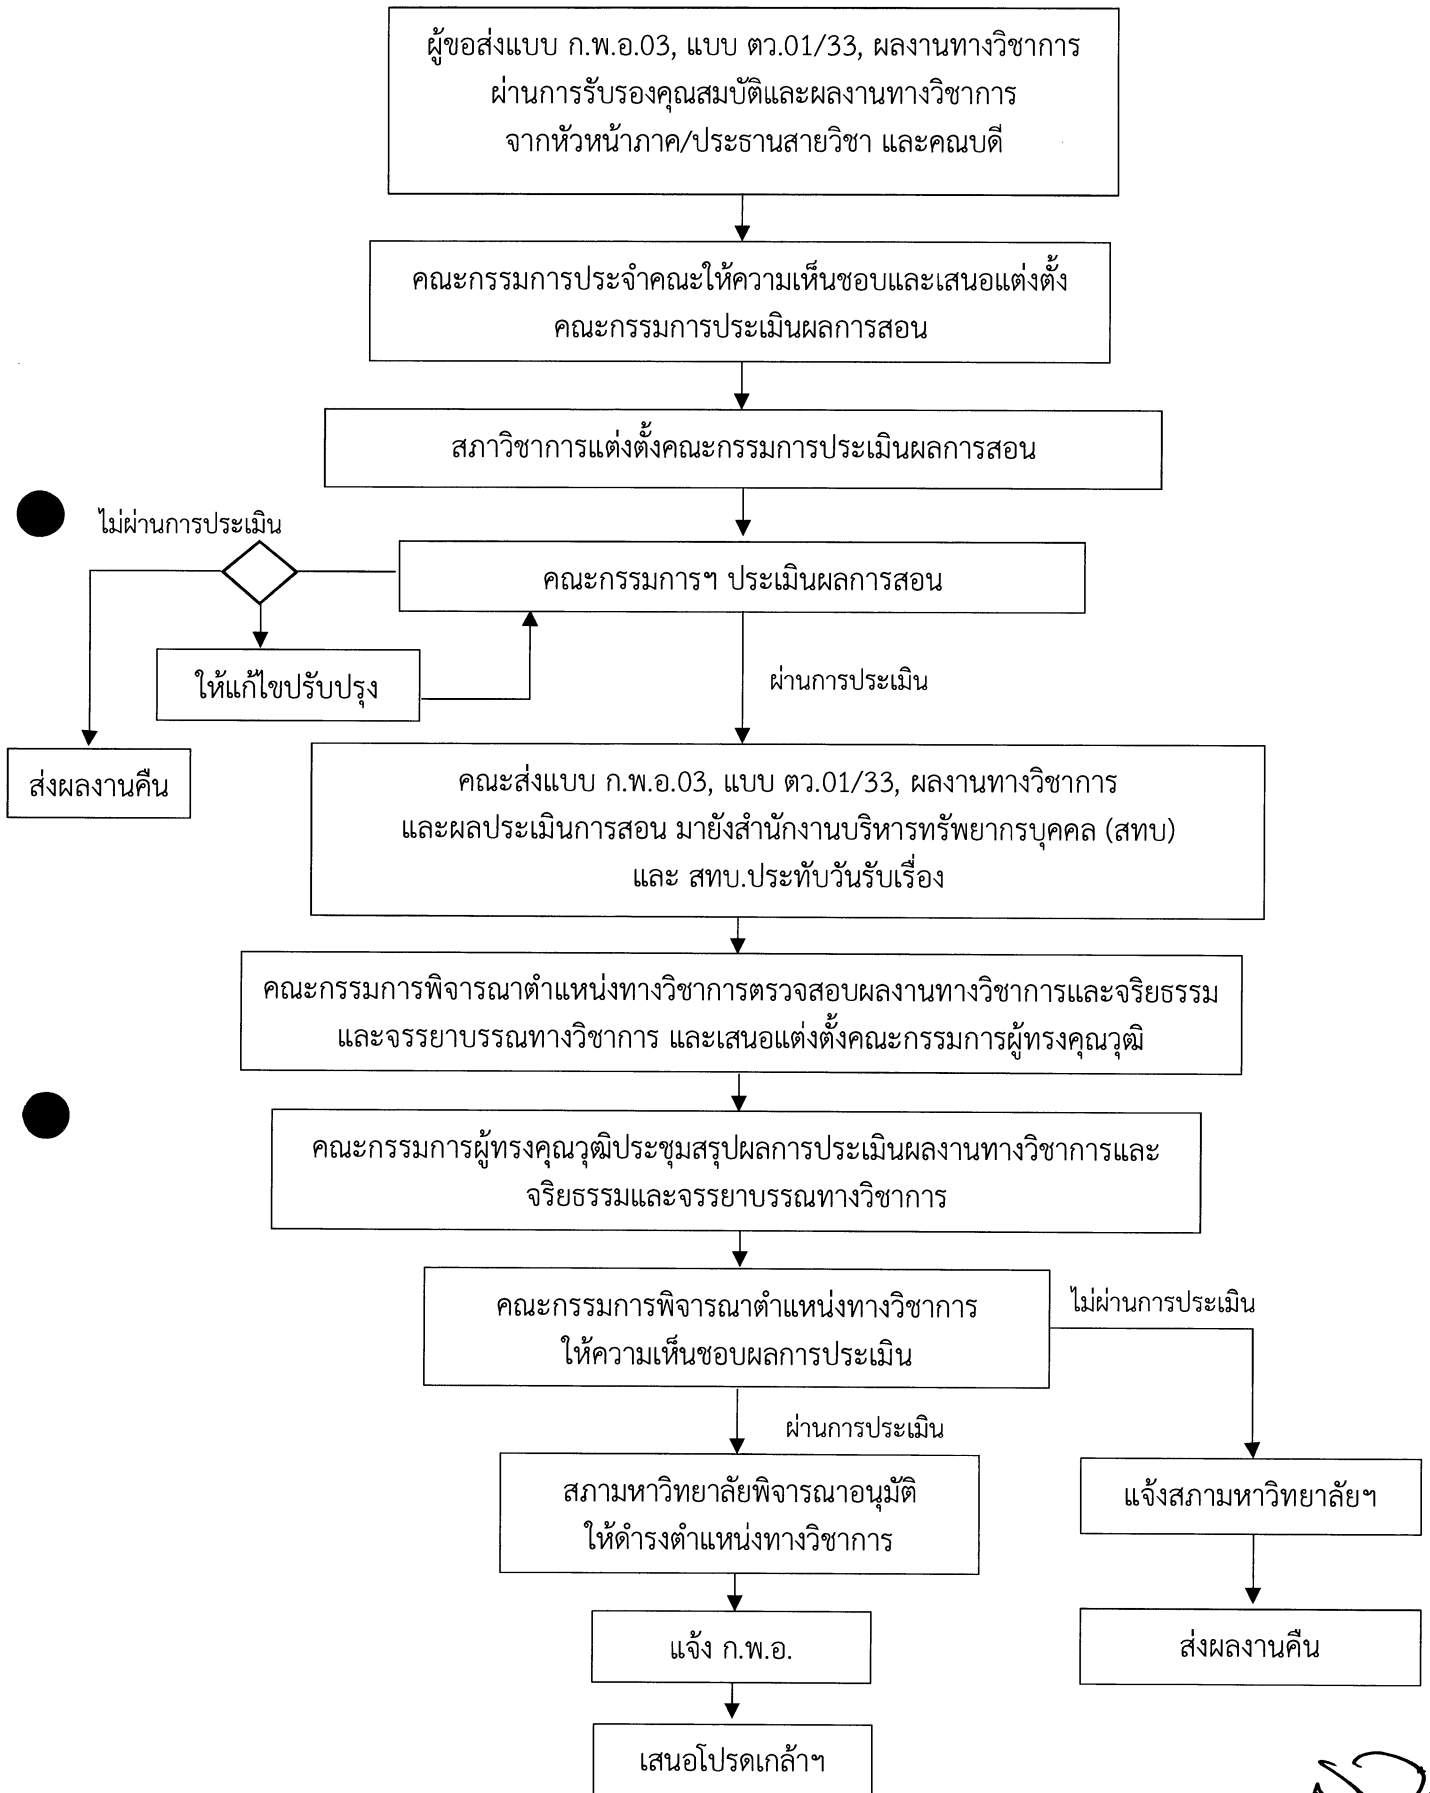 ผู้ขอส่งแบบ ก.พ.อ.03, แบบ ตว.01/33, ผลงานทางวิชาการ
ผ่านการรับรองคุณสมบัติและผลงานทางวิชาการ
จากหัวหน้าภาค/ประธานสายวิชา และคณบดี
คณะกรรมการประจำคณะให้ความเห็นชอบและเสนอแต่งตั้ง
คณะกรรมการประเมินผลการสอน
สภาวิชาการแต่งตั้งคณะกรรมการประเมินผลการสอน
ไม่ผ่านการประเมิน
คณะกรรมการฯ ประเมินผลการสอน
ให้แก้ไขปรับปรุง
ผ่านการประเมิน
ส่งผลงานคืน
คณะส่งแบบ ก.พ.อ.03, แบบ ตว.01/33, ผลงานทางวิชาการ
และผลประเมินการสอน มายังสำนักงานบริหารทรัพยากรบุคคล (สทบ)
และ สทบ.ประทับวันรับเรื่อง
คณะกรรมการพิจารณาตำแหน่งทางวิชาการตรวจสอบผลงานทางวิชาการและจริยธรรม
และจรรยาบรรณทางวิชาการ และเสนอแต่งตั้งคณะกรรมการผู้ทรงคุณวุฒิ
คณะกรรมการผู้ทรงคุณวุฒิประชุมสรุปผลการประเมินผลงานทางวิชาการและ
จริยธรรมและจรรยาบรรณทางวิชาการ
คณะกรรมการพิจารณาตำแหน่งทางวิชาการ
ให้ความเห็นชอบผลการประเมิน
ไม่ผ่านการประเมิน
ผ่านการประเมิน
สภามหาวิทยาลัยพิจารณาอนุมัติ
ให้ดำรงตำแหน่งทางวิชาการ
แจ้งสภามหาวิทยาลัยฯ
แจ้ง ก.พ.อ.
ส่งผลงานคืน
เสนอโปรดเกล้าฯ